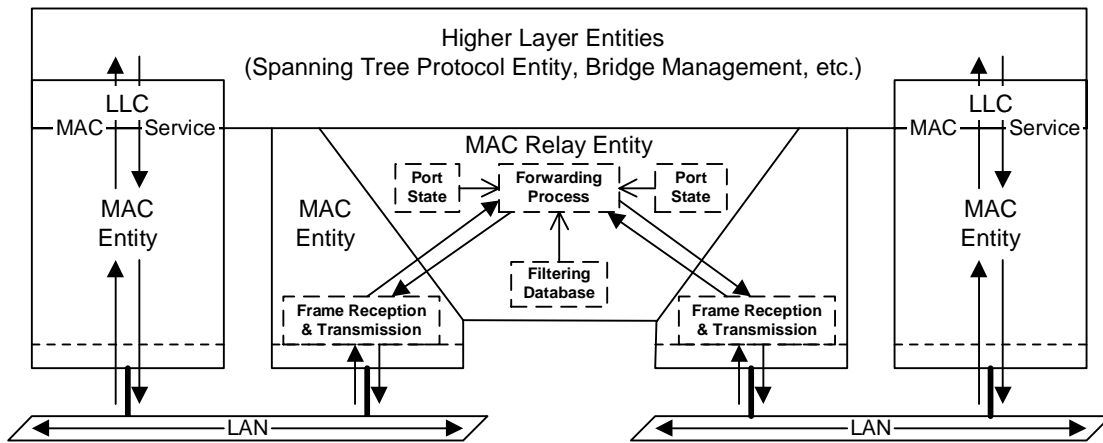 Higher Layer Entities
(Spanning Tree Protocol Entity, Bridge Management, etc.)
LLC
MAC Service
MAC
Entity
MAC
Entity
MAC Relay Entity
Port
State
Forwarding
Process
Port
State
Filtering
Database
Frame Reception
& Transmission
Frame Reception
& Transmission
LLC
MAC Service
MAC
Entity
LAN
LAN